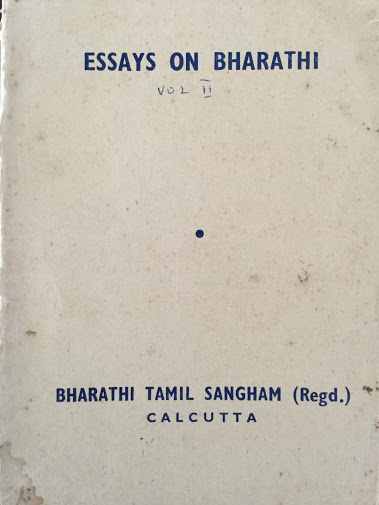 ESSAYS ON BHARATHI
VOL II
BHARATHI TAMIL SANGHAM (Regd.)
CALCUTTA